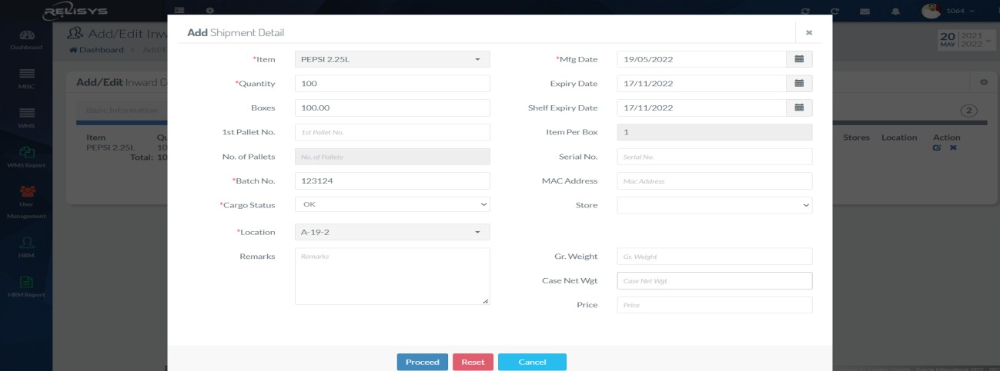 RELISYS
1064
Dashboard
MISC
WMS
WMS Report
User
Management
HRM
HRM Report
Add/Edit Inw
Dashboard > Add/E
20 MAY 2021 2022
Add/Edit Inward C
Basic Information
2
Item Qu Stores Location Action
PEPSI 2.25L 10
Total: 10
Add Shipment Detail
*Item PEPSI 2.25L *Mfg Date 19/05/2022
*Quantity 100 Expiry Date 17/11/2022
Boxes 100.00 Shelf Expiry Date 17/11/2022
1st Pallet No. 1st Pallet No. Item Per Box 1
No. of Pallets No. of Pallets Serial No. Serial No.
*Batch No. 123124 MAC Address Mac Address
*Cargo Status OK Store
*Location A-19-2
Remarks Remarks Gr. Weight Gr. Weight
Case Net Wgt Case Net Wgt
Price Price
Proceed Reset Cancel